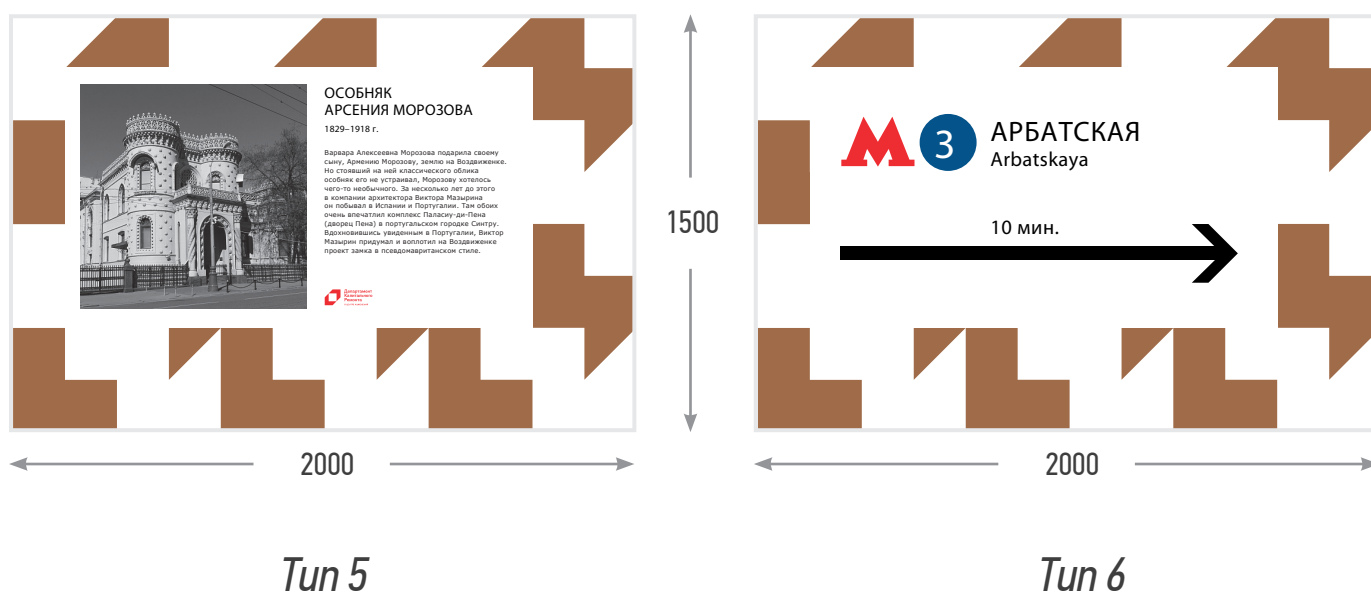 ОСОБНЯК
АРСЕНИЯ МОРОЗОВА
1829–1918 г.
Варвара Алексеевна Морозова подарила своему
сыну, Армению Морозову, землю на Воздвиженке.
Но стоявший на ней классического облика
особняк его не устраивал, Морозову хотелось
чего-то необычного. За несколько лет до этого
в компании архитектора Виктора Мазырина
он побывал в Испании и Португалии. Там обоих
очень впечатлил комплекс Паласиу-ди-Пена
(дворец Пена) в португальском городке Синтру.
Вдохновившись увиденным в Португалии, Виктор
Мазырин придумал и воплотил на Воздвиженке
проект замка в псевдомавританском стиле.
Департамент
Капитального
Ремонта
М 3 АРБАТСКАЯ
Arbatskaya
10 мин.
1500
2000
2000
Тип 5
Тип 6